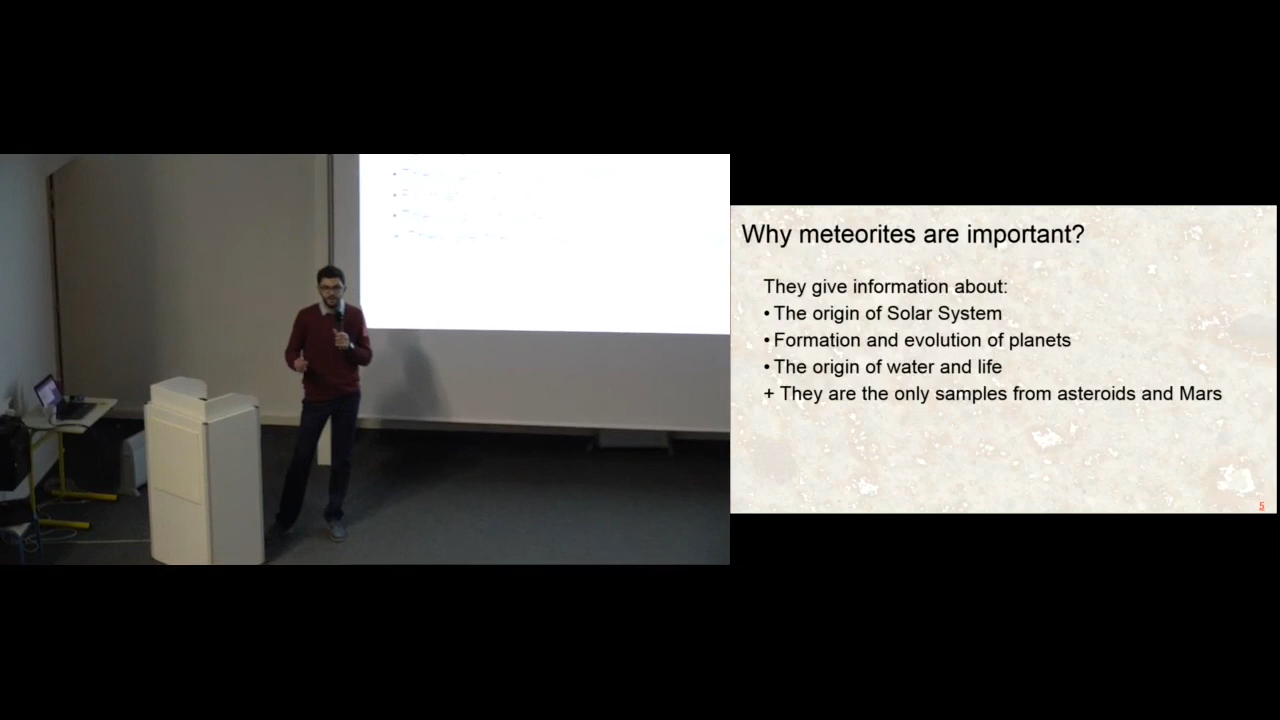 Why meteorites are important?
They give information about:
• The origin of Solar System
• Formation and evolution of planets
• The origin of water and life
+ They are the only samples from asteroids and Mars
5